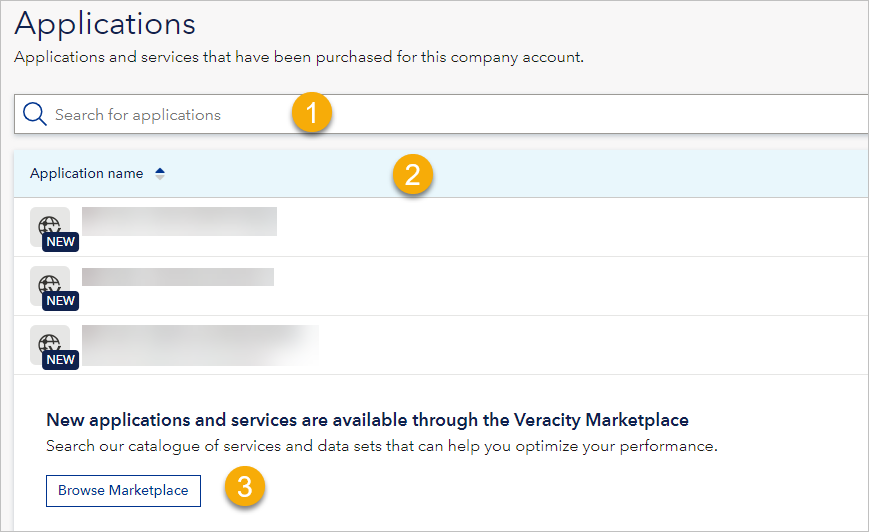 Applications
Applications and services that have been purchased for this company account.
Search for applications 1
Application name 2
NEW
NEW
NEW
New applications and services are available through the Veracity Marketplace
Search our catalogue of services and data sets that can help you optimize your performance.
Browse Marketplace 3